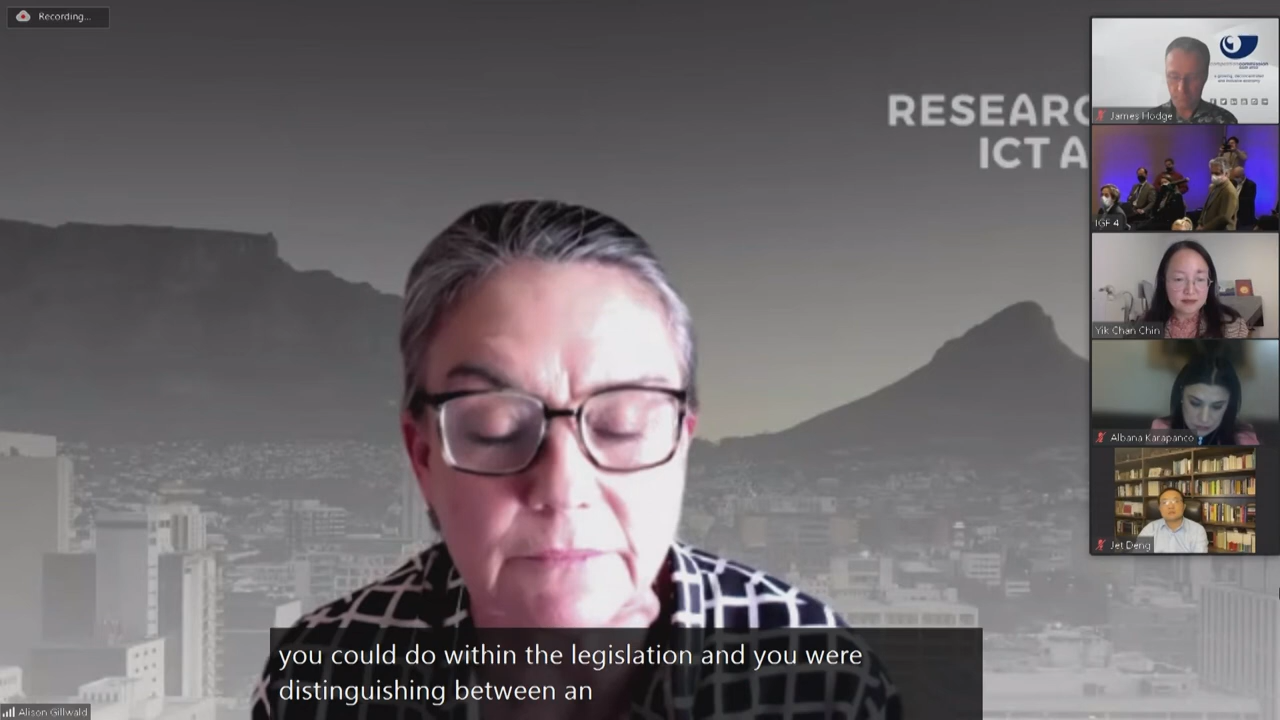 Recording...
RESEARC
ICT A
James Hodge
IGF 4
Yik Chan Chin
Albana Karapanco
Jet Deng
you could do within the legislation and you were
distinguishing between an
Alison Gillwald